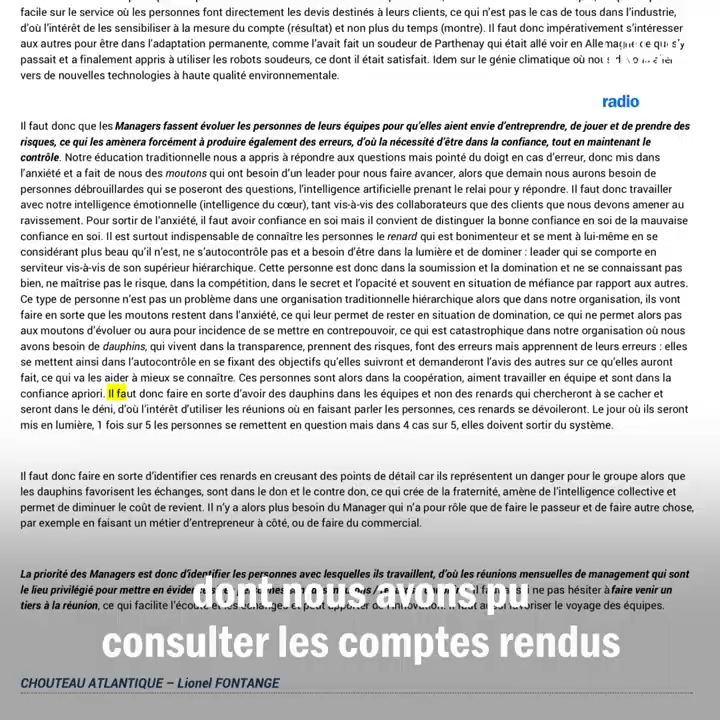 facile sur le service où les personnes font directement les devis destinés à leurs clients, ce qui n'est pas le cas de tous dans l'industrie,
d'où l'intérêt de les sensibiliser à la mesure du compte (résultat) et non plus du temps (montre). Il faut donc impérativement s'intéresser
aux autres pour être dans l'adaptation permanente, comme l'avait fait un soudeur de Parthenay qui était allé voir en Allemagne ce qui s'y
passait et a finalement appris à utiliser les robots soudeurs, ce dont il était satisfait. Idem sur le génie climatique où nous
vers de nouvelles technologies à haute qualité environnementale.
radio
Il faut donc que les Managers fassent évoluer les personnes de leurs équipes pour qu'elles aient envie d'entreprendre, de jouer et de prendre des
risques, ce qui les amènera forcément à produire également des erreurs, d'où la nécessité d'être dans la confiance, tout en maintenant le
contrôle. Notre éducation traditionnelle nous a appris à répondre aux questions mais pointé du doigt en cas d'erreur, donc mis dans
l'anxiété et a fait de nous des moutons qui ont besoin d'un leader pour nous faire avancer, alors que demain nous aurons besoin de
personnes débrouillardes qui se poseront des questions, l'intelligence artificielle prenant le relai pour y répondre. Il faut donc travailler
avec notre intelligence émotionnelle (intelligence du cœur), tant vis-à-vis des collaborateurs que des clients que nous devons amener au
ravissement. Pour sortir de l'anxiété, il faut avoir confiance en soi mais il convient de distinguer la bonne confiance en soi de la mauvaise
confiance en soi. Il est surtout indispensable de connaître les personnes le renard qui est bonimenteur et se ment à lui-même en se
considérant plus beau qu'il n'est, ne s'autocontrôle pas et a besoin d'être dans la lumière et de dominer : leader qui se comporte en
serviteur vis-à-vis de son supérieur hiérarchique. Cette personne est donc dans la soumission et la domination et ne se connaissant pas
bien, ne maîtrise pas le risque, dans la compétition, dans le secret et l'opacité et souvent en situation de méfiance par rapport aux autres.
Ce type de personne n'est pas un problème dans une organisation traditionnelle hiérarchique alors que dans notre organisation, ils vont
faire en sorte que les moutons restent dans l'anxiété, ce qui leur permet de rester en situation de domination, ce qui ne permet alors pas
aux moutons d'évoluer ou aura pour incidence de se mettre en contrepouvoir, ce qui est catastrophique dans notre organisation où nous
avons besoin de dauphins, qui vivent dans la transparence, prennent des risques, font des erreurs mais apprennent de leurs erreurs : elles
se mettent ainsi dans l'autocontrôle en se fixant des objectifs qu'elles suivront et demanderont l'avis des autres sur ce qu'elles auront
fait, ce qui va les aider à mieux se connaître. Ces personnes sont alors dans la coopération, aiment travailler en équipe et sont dans la
confiance apriori. Il faut donc faire en sorte d'avoir des dauphins dans les équipes et non des renards qui chercheront à se cacher et
seront dans le déni, d'où l'intérêt d'utiliser les réunions où en faisant parler les personnes, ces renards se dévoileront. Le jour où ils seront
mis en lumière, 1 fois sur 5 les personnes se remettent en question mais dans 4 cas sur 5, elles doivent sortir du système.
Il faut donc faire en sorte d'identifier ces renards en creusant des points de détail car ils représentent un danger pour le groupe alors que
les dauphins favorisent les échanges, sont dans le don et le contre don, ce qui crée de la fraternité, amène de l'intelligence collective et
permet de diminuer le coût de revient. Il n'y a alors plus besoin du Manager qui n'a pour rôle que de faire le passeur et de faire autre chose,
par exemple en faisant un métier d'entrepreneur à côté, ou de faire du commercial.
La priorité des Managers est donc d'identifier les personnes avec lesquelles ils travaillent, d'où les réunions mensuelles de management qui sont
le lieu privilégié pour mettre en ne pas hésiter à faire venir un
tiers à la réunion, ce qui facilite favoriser le voyage des équipes.
dont nous avons pu
consulter les comptes rendus
CHOUTEAU ATLANTIQUE – Lionel FONTANGE